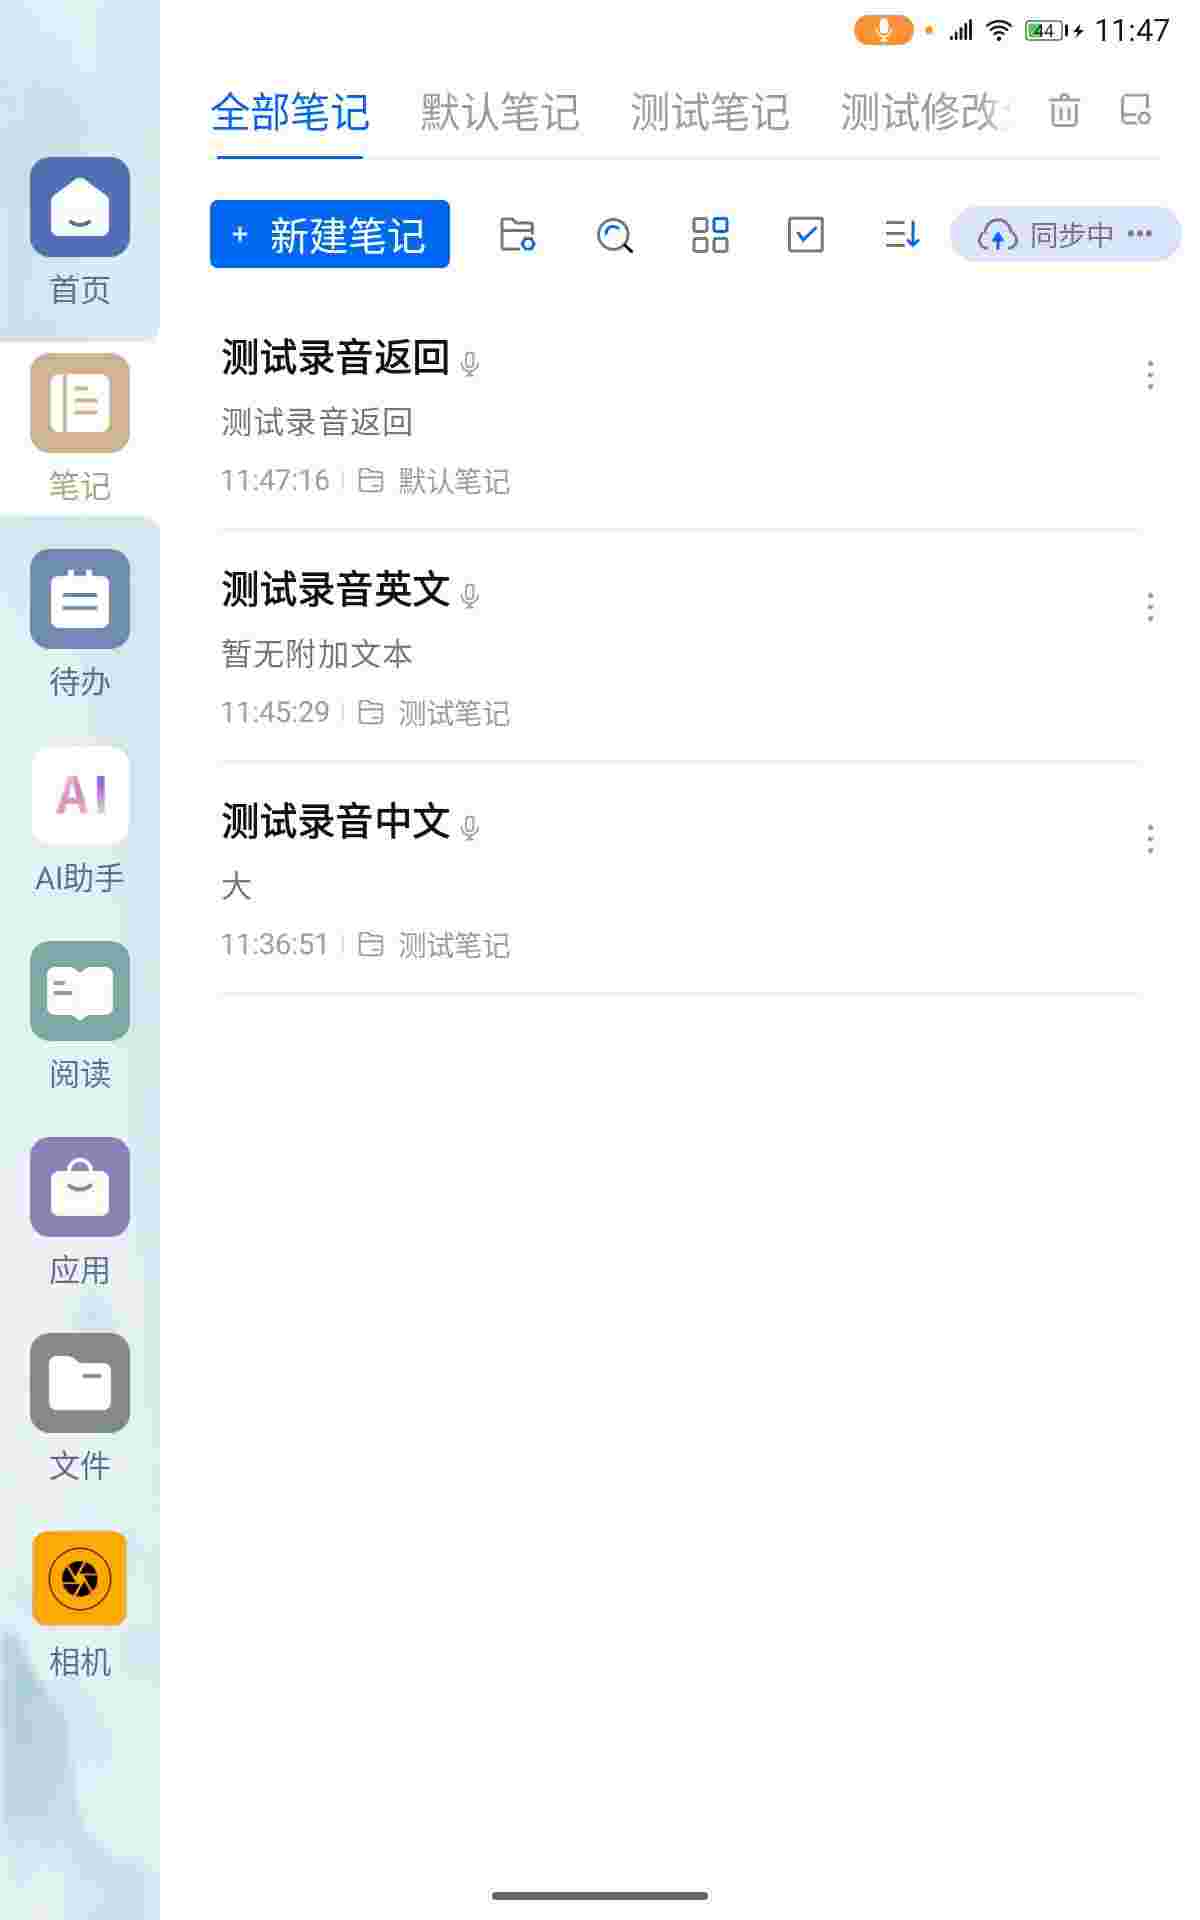 44 11:47
全部笔记 默认笔记 测试笔记 测试修改
+ 新建笔记 同步中
首页
笔记
待办
AI
AI助手
阅读
应用
文件
相机
测试录音返回
测试录音返回
11:47:16 默认笔记
测试录音英文
暂无附加文本
11:45:29 测试笔记
测试录音中文
大
11:36:51 测试笔记